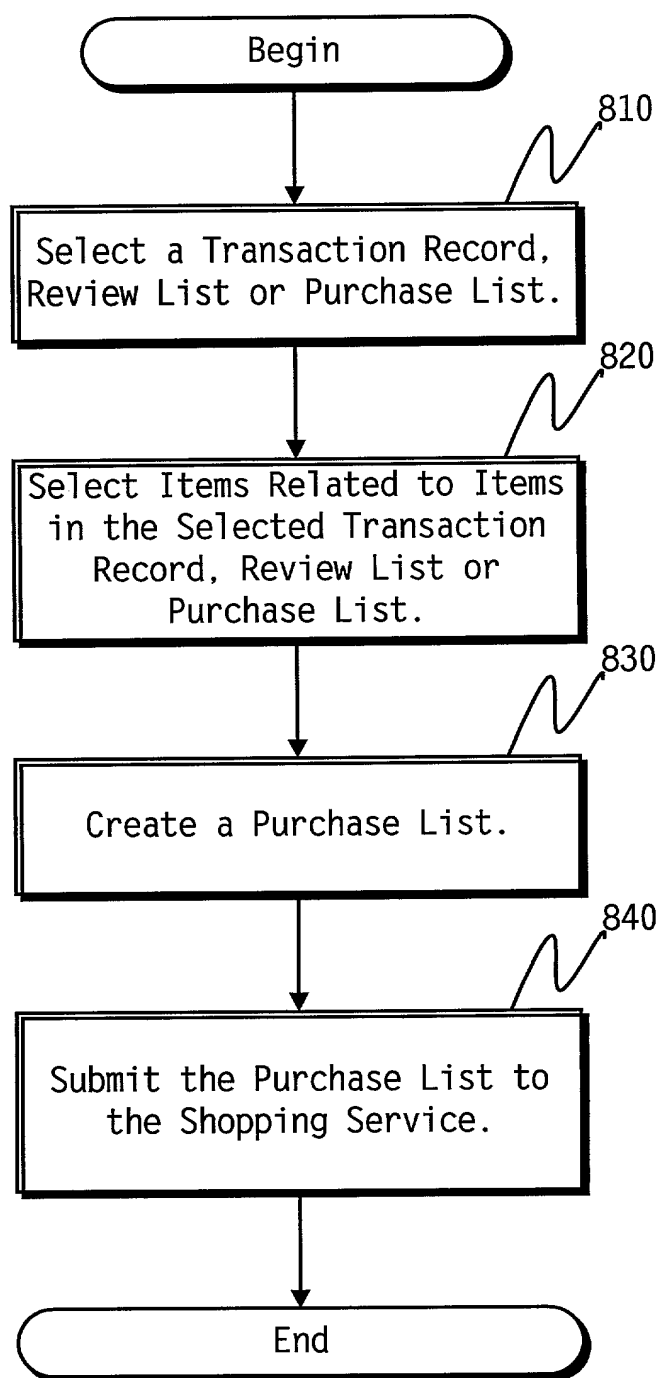 Begin
810
Select a Transaction Record,
Review List or Purchase List.
820
Select Items Related to Items
in the Selected Transaction
Record, Review List or
Purchase List.
830
Create a Purchase List.
840
Submit the Purchase List to
the Shopping Service.
End